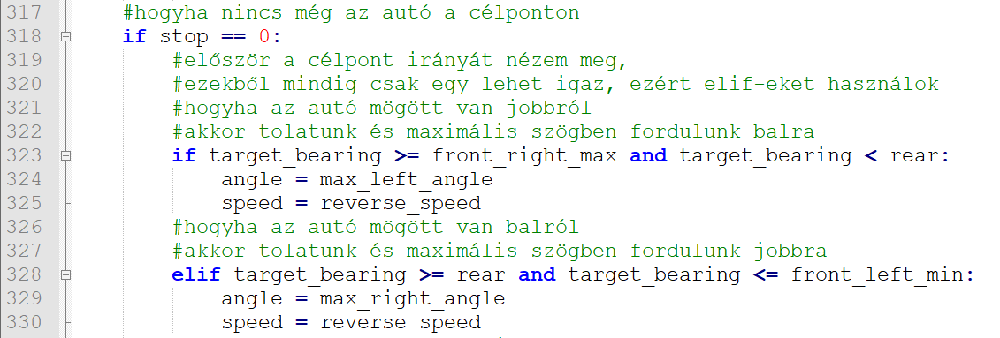 317 #hogyha nincs még az autó a célponton
318 if stop == 0:
319 #először a célpont irányát nézem meg,
320 #ezekből mindig csak egy lehet igaz, ezért elif-eket használok
321 #hogyha az autó mögött van jobbról
322 #akkor tolatunk és maximális szögben fordulunk balra
323 if target_bearing >= front_right_max and target_bearing < rear:
324 angle = max_left_angle
325 speed = reverse_speed
326 #hogyha az autó mögött van balról
327 #akkor tolatunk és maximális szögben fordulunk jobbra
328 elif target_bearing >= rear and target_bearing <= front_left_min:
329 angle = max_right_angle
330 speed = reverse_speed